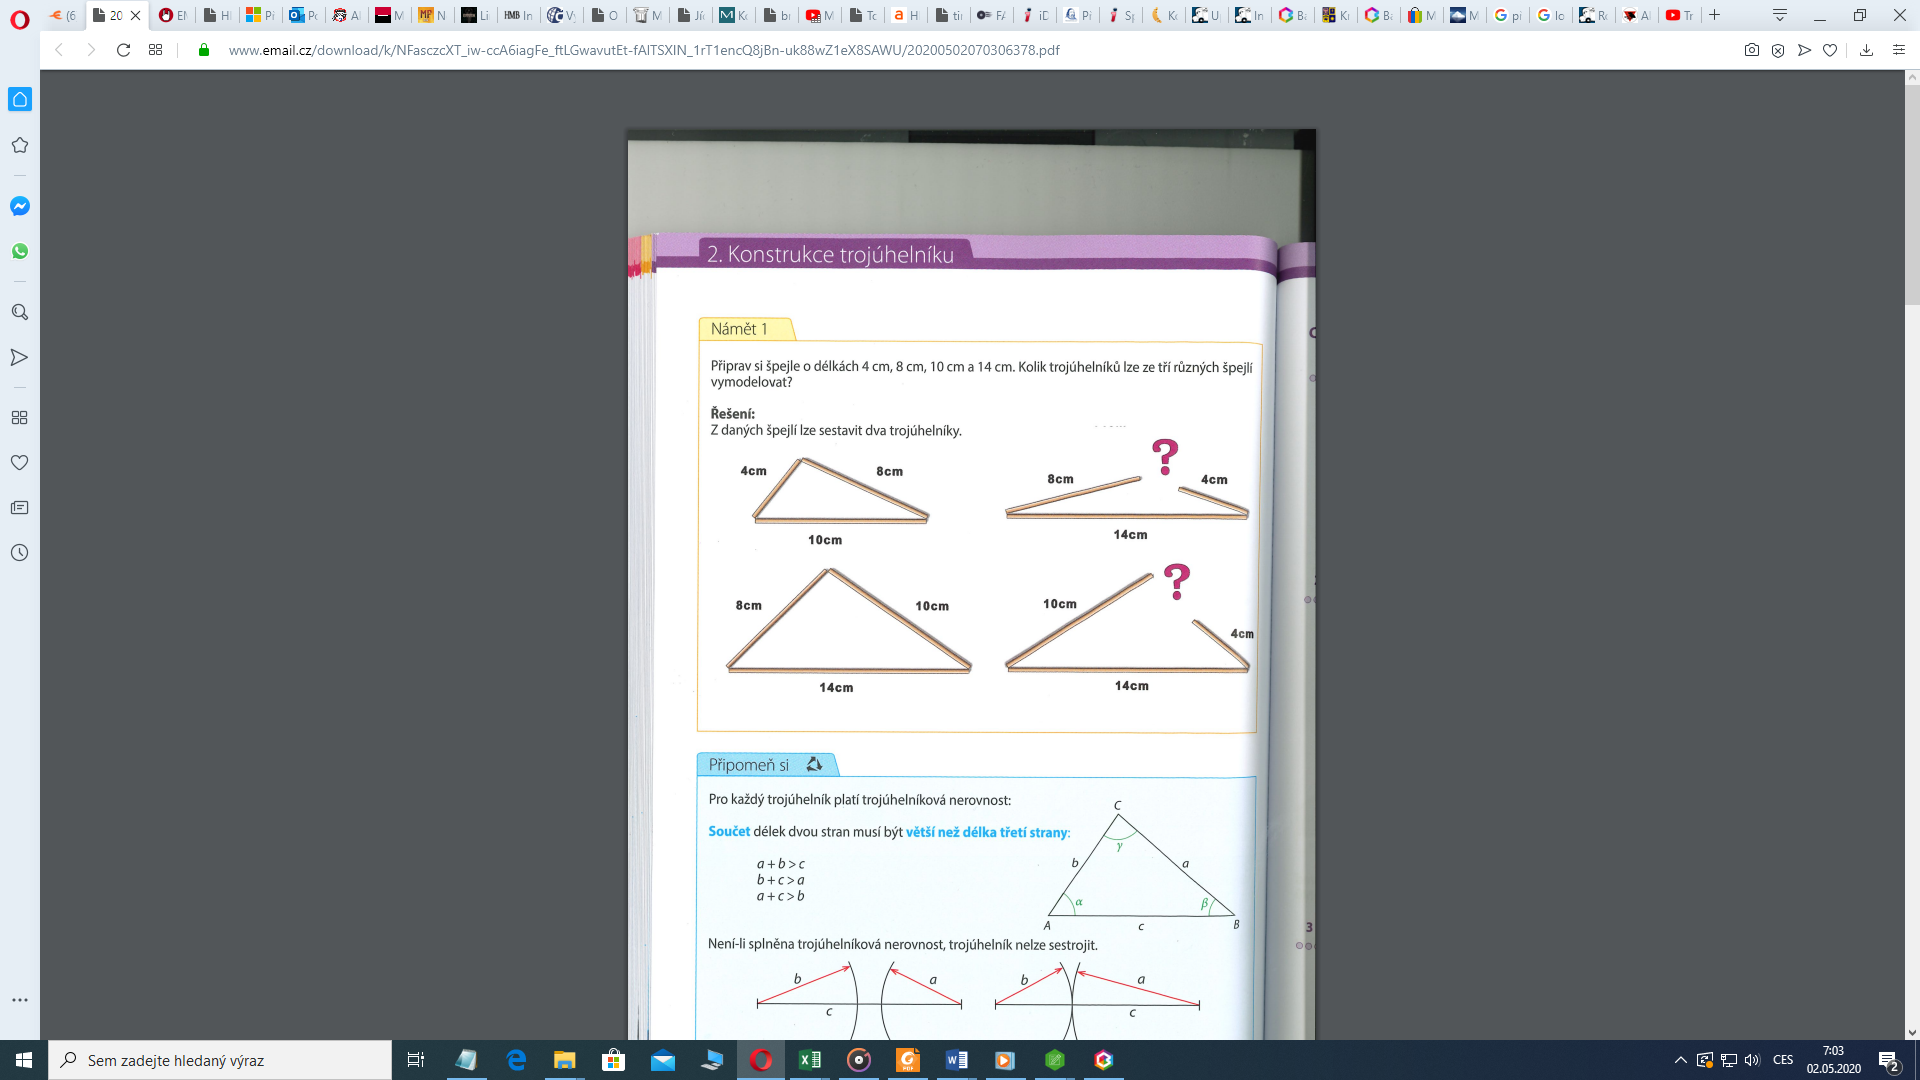 www.email.cz/download/k/NFasczcXT_iw-ccA6iagFe_ftLGwavutEt-fAlTSXIN_1rT1encQ8jBn-uk88wZ1eX8SAWU/20200502070306378.pdf
2. Konstrukce trojúhelníku
Námět 1
Připrav si špejle o délkách 4 cm, 8 cm, 10 cm a 14 cm. Kolik trojúhelníků lze ze tří různých špejlí
vymodelovat?
Řešení:
Z daných špejlí lze sestavit dva trojúhelníky.
4cm 8cm
10cm
8cm ? 4cm
14cm
8cm 10cm
14cm
10cm ? 4cm
14cm
Připomeň si
Pro každý trojúhelník platí trojúhelníková nerovnost:
Součet délek dvou stran musí být větší než délka třetí strany:
a + b > c
b + c > a
a + c > b
C
γ
b a
α β
A c B
Není-li splněna trojúhelníková nerovnost, trojúhelník nelze sestrojit.
b a b a
c c
3
Sem zadejte hledaný výraz
CES
7:03
02.05.2020
2